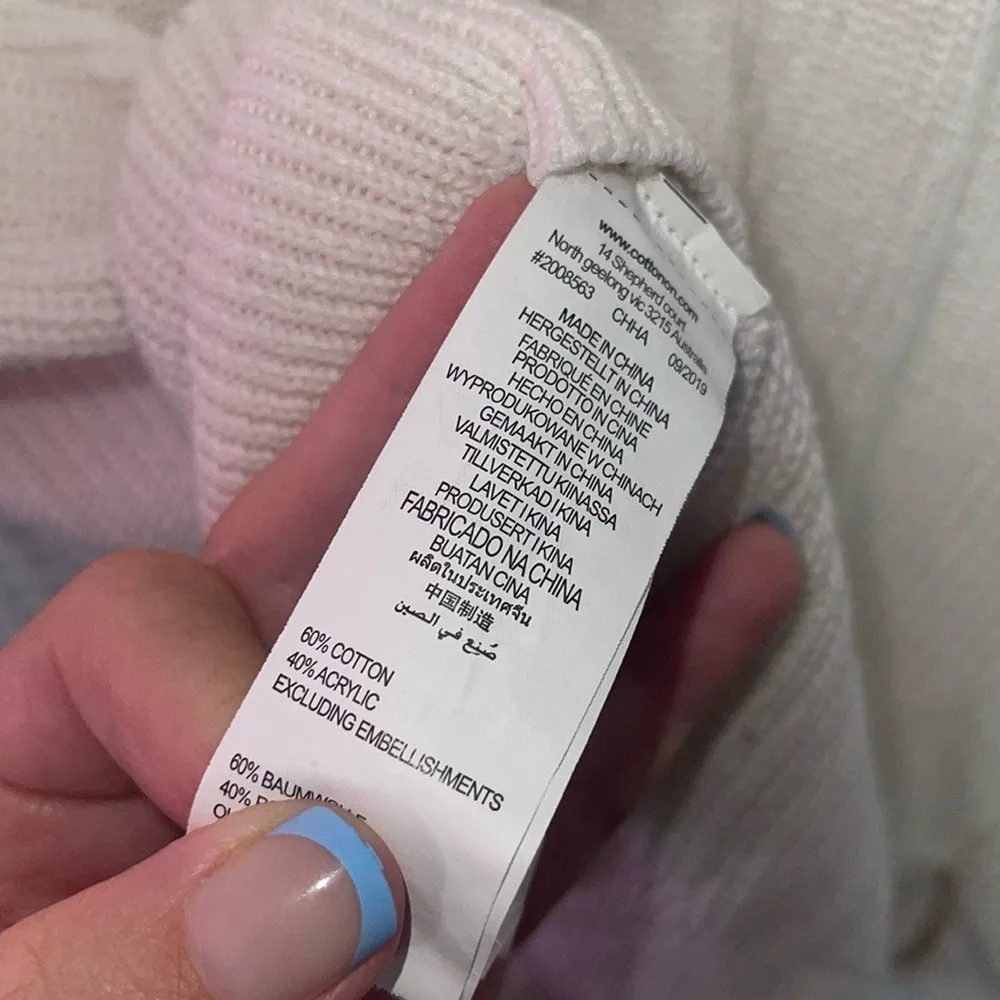 www.cottonon.com
14 Shepherd court
North geelong vic 3215 Australia
#2008563 CHHA 09/2019
MADE IN CHINA
HERGESTELLT IN CHINA
FABRIQUÉ EN CHINE
PRODOTTO IN CINA
HECHO EN CHINA
WYPRODUKOWANE W CHINACH
GEMAAKT IN CHINA
VALMISTETTU KIINASSA
TILLVERKAD I KINA
LAVET I KINA
PRODUSERT I KINA
FABRICADO NA CHINA
BUATAN CINA
ผลิตในประเทศจีน
中国制造
صُنع في الصين
60% COTTON
40% ACRYLIC
EXCLUDING EMBELLISHMENTS
60% BAUMWOLLE
40%